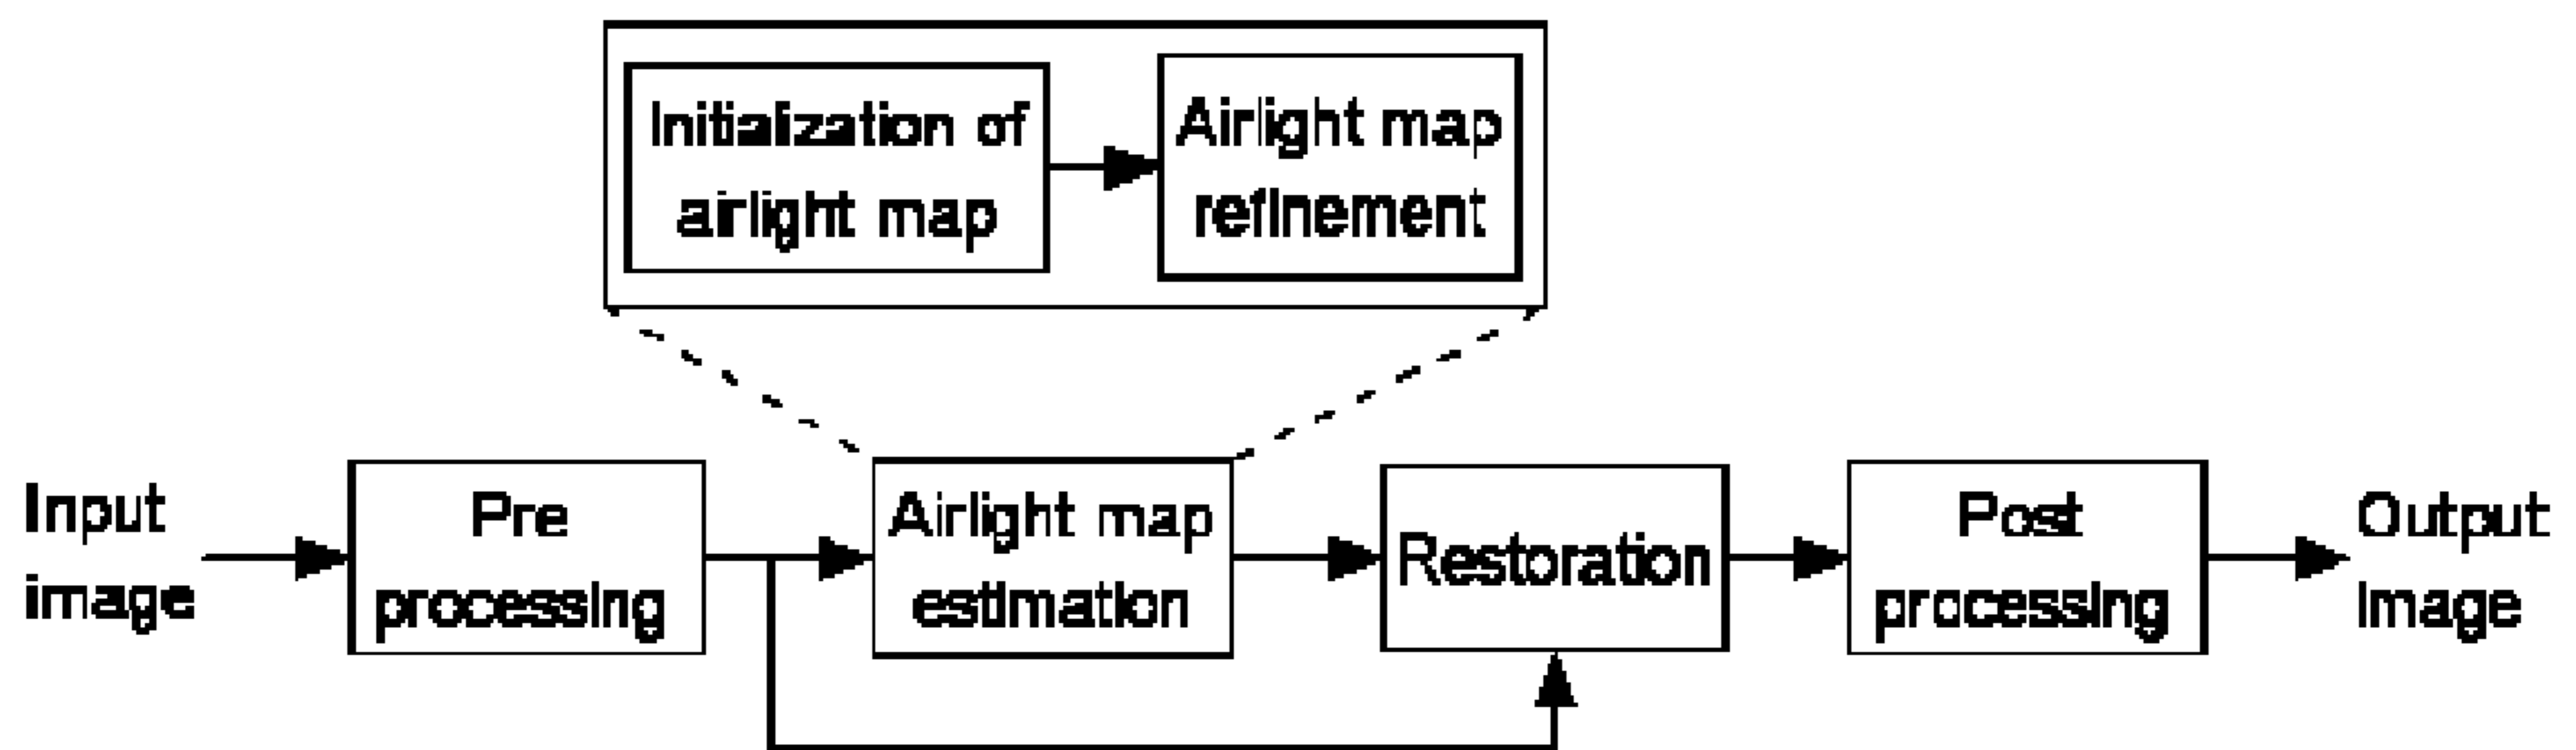 Initialization of
airlight map
Airlight map
refinement
Input
image
Pre
processing
Airlight map
estimation
Restoration
Post
processing
Output
image